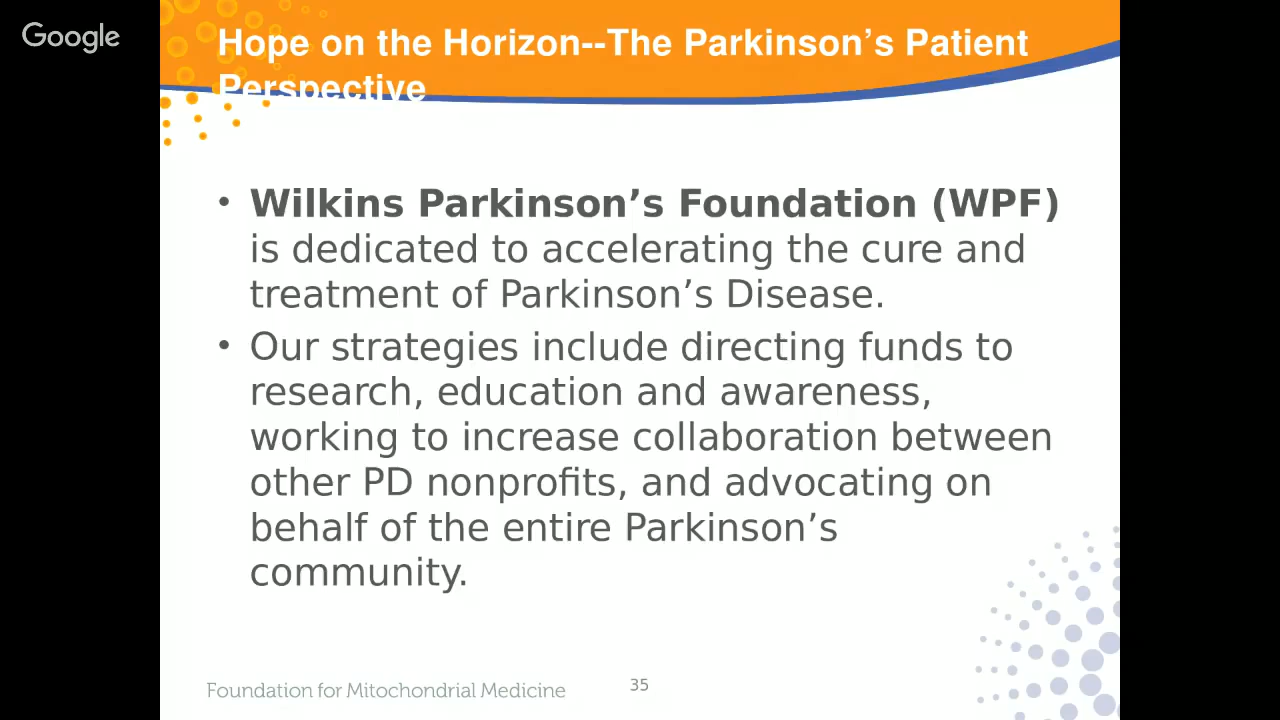 Google
Hope on the Horizon--The Parkinson’s Patient
Perspective
• Wilkins Parkinson’s Foundation (WPF)
is dedicated to accelerating the cure and
treatment of Parkinson’s Disease.
• Our strategies include directing funds to
research, education and awareness,
working to increase collaboration between
other PD nonprofits, and advocating on
behalf of the entire Parkinson’s
community.
Foundation for Mitochondrial Medicine
35